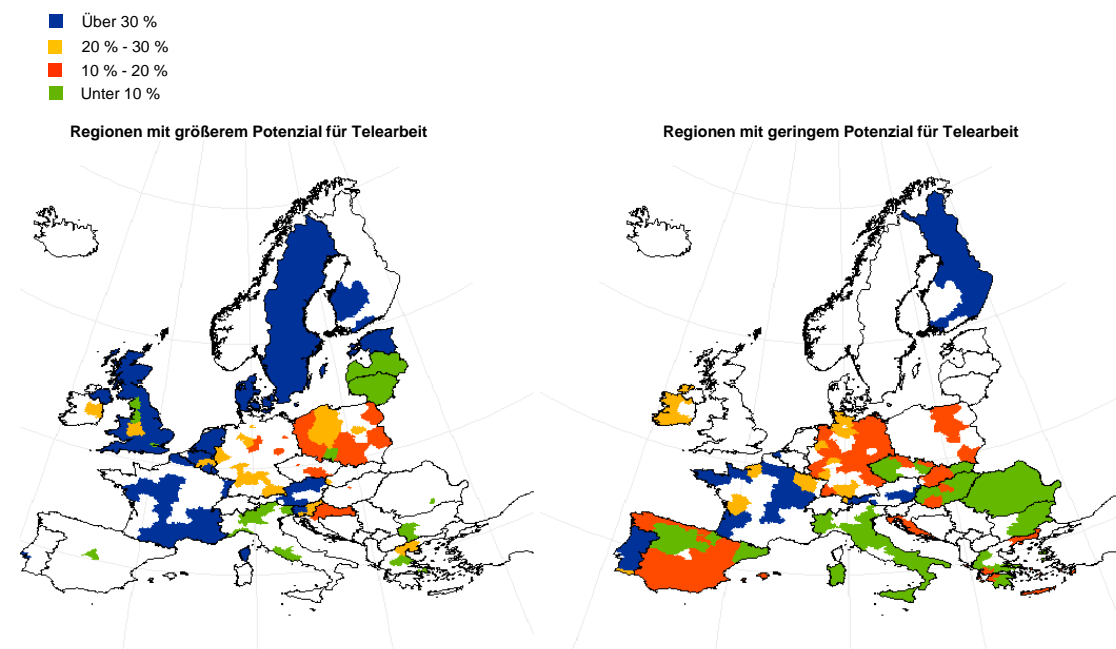 Über 30 %
20 % - 30 %
10 % - 20 %
Unter 10 %
Regionen mit größerem Potenzial für Telearbeit
Regionen mit geringem Potenzial für Telearbeit